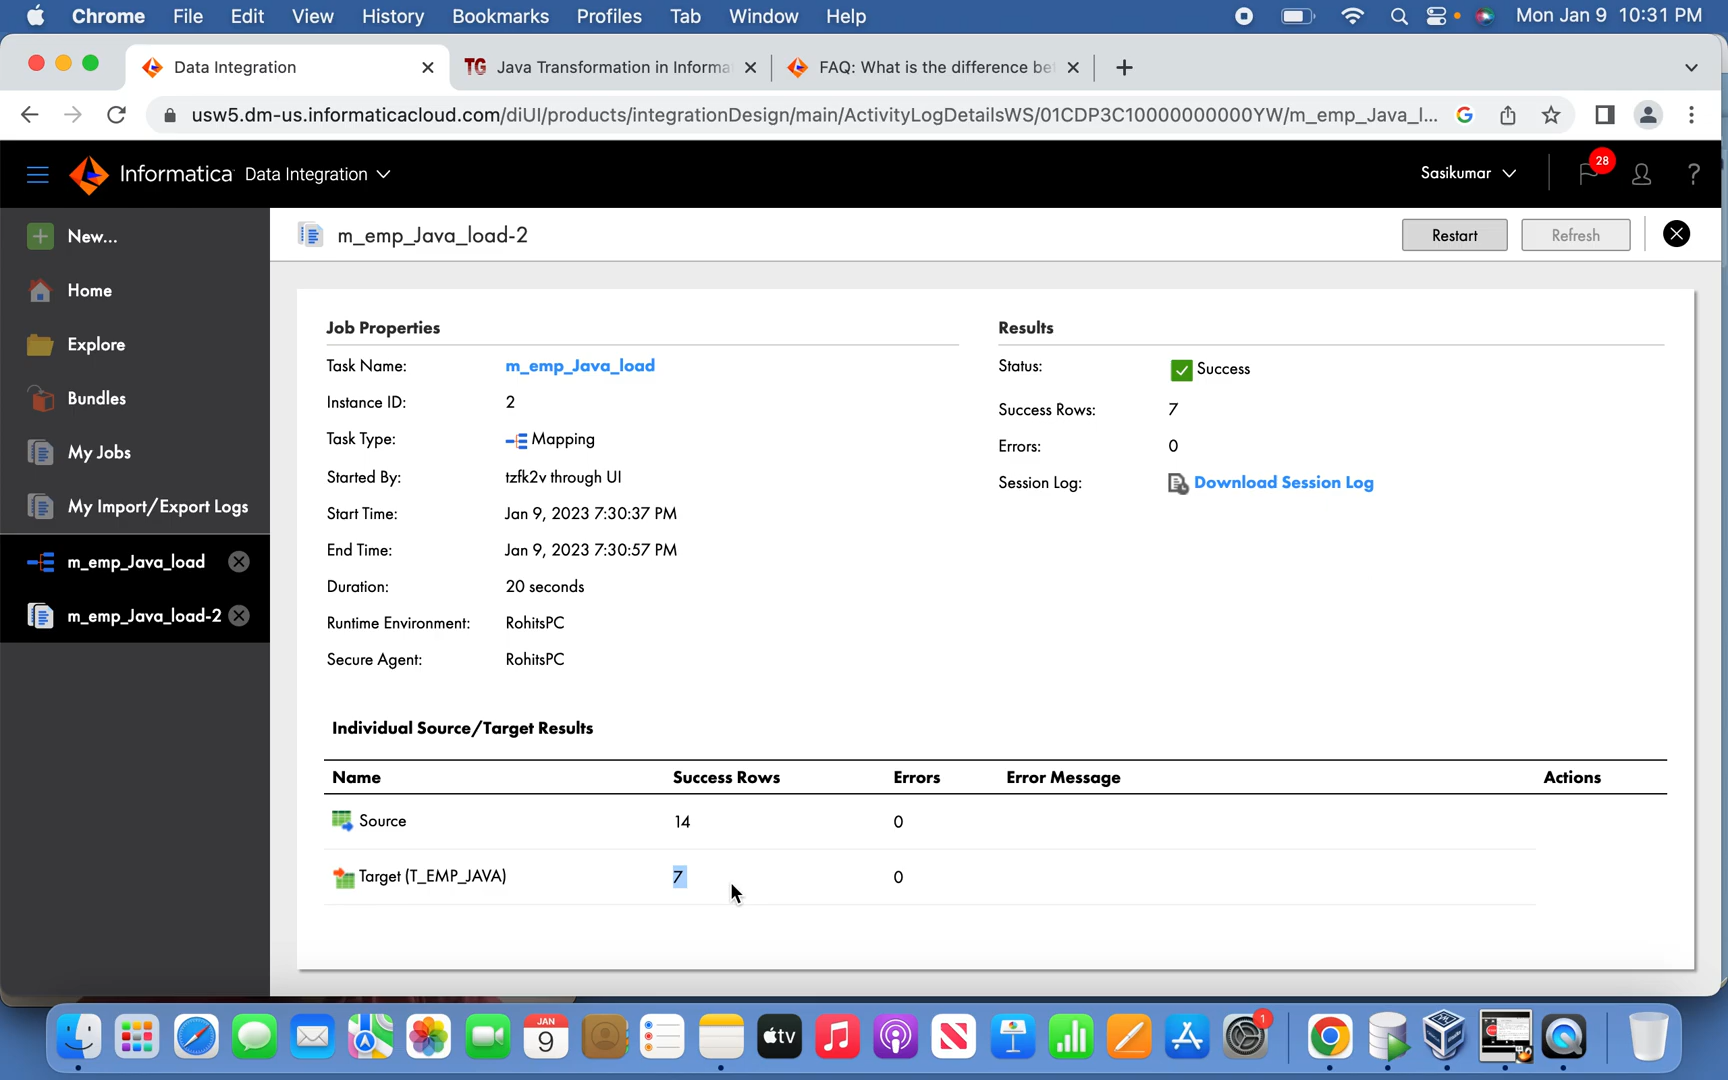 Chrome File Edit View History Bookmarks Profiles Tab Window Help Mon Jan 9 10:31 PM
Data Integration TG Java Transformation in Informa FAQ: What is the difference be
usw5.dm-us.informaticacloud.com/diUI/products/integrationDesign/main/ActivityLogDetailsWS/01CDP3C10000000000YW/m_emp_Java_l...
Informatica Data Integration Sasikumar 28 ?
New...
m_emp_Java_load-2 Restart Refresh
Home
Explore
Bundles
My Jobs
My Import/Export Logs
m_emp_Java_load
m_emp_Java_load-2
Job Properties
Task Name: m_emp_Java_load
Instance ID: 2
Task Type: Mapping
Started By: tzfk2v through UI
Start Time: Jan 9, 2023 7:30:37 PM
End Time: Jan 9, 2023 7:30:57 PM
Duration: 20 seconds
Runtime Environment: RohitsPC
Secure Agent: RohitsPC
Results
Status: Success
Success Rows: 7
Errors: 0
Session Log: Download Session Log
Individual Source/Target Results
Name Success Rows Errors Error Message Actions
Source 14 0
Target (T_EMP_JAVA) 7 0
JAN
9
tv
1